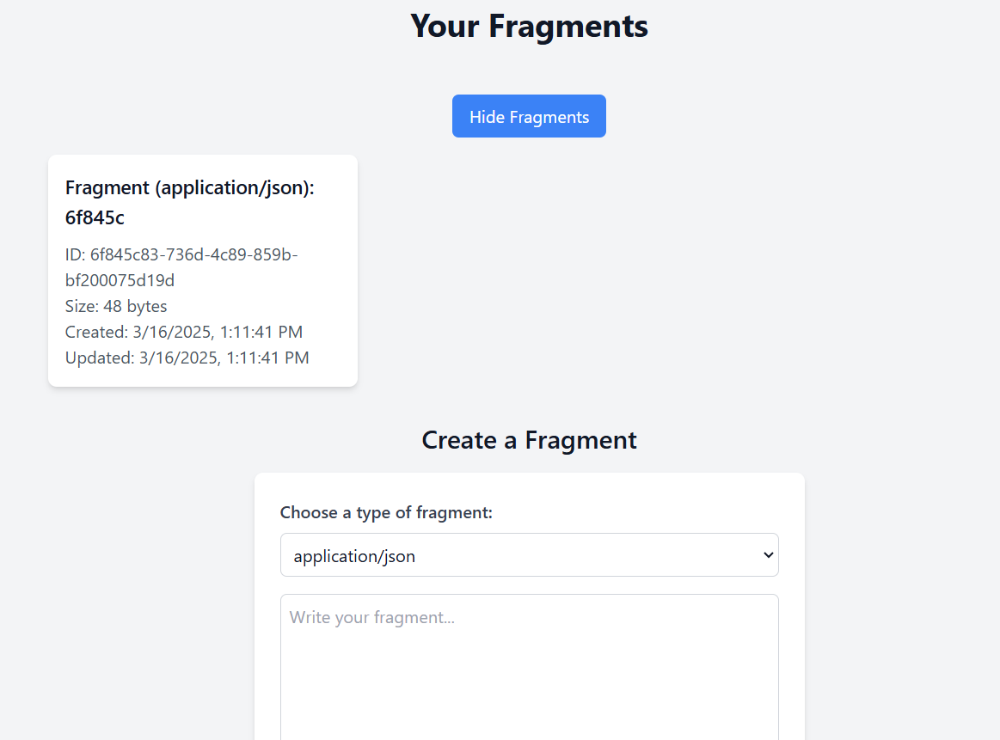 Your Fragments
Hide Fragments
Fragment (application/json):
6f845c
ID: 6f845c83-736d-4c89-859b-
bf200075d19d
Size: 48 bytes
Created: 3/16/2025, 1:11:41 PM
Updated: 3/16/2025, 1:11:41 PM
Create a Fragment
Choose a type of fragment:
application/json
Write your fragment...